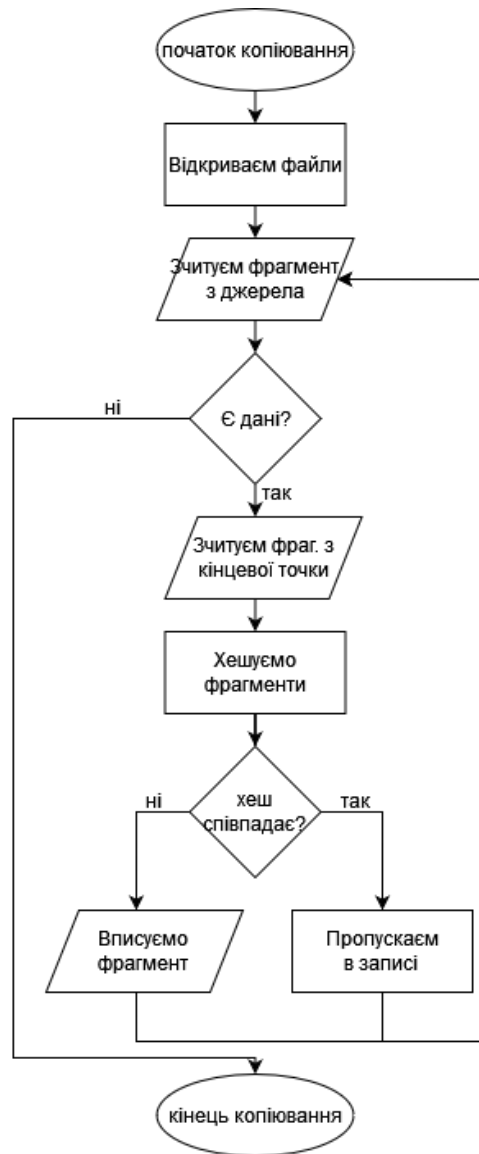 початок копіювання
Відкриваєм файли
Зчитуєм фрагмент
з джерела
ні
Є дані?
так
Зчитуєм фраг. з
кінцевої точки
Хешуємо
фрагменти
ні
хеш
співпадає?
так
Вписуємо
фрагмент
Пропускаєм
в записі
кінець копіювання